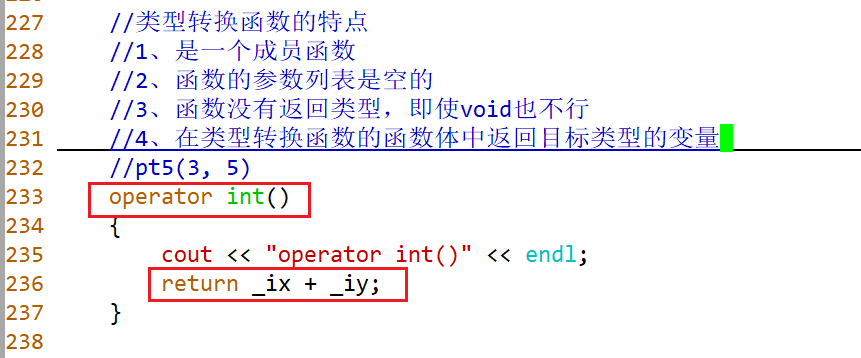 227 //类型转换函数的特点
228 //1、是一个成员函数
229 //2、函数的参数列表是空的
230 //3、函数没有返回类型，即使void也不行
231 //4、在类型转换函数的函数体中返回目标类型的变量
232 //pt5(3, 5)
233 operator int()
234 {
235 cout << "operator int()" << endl;
236 return _ix + _iy;
237 }
238